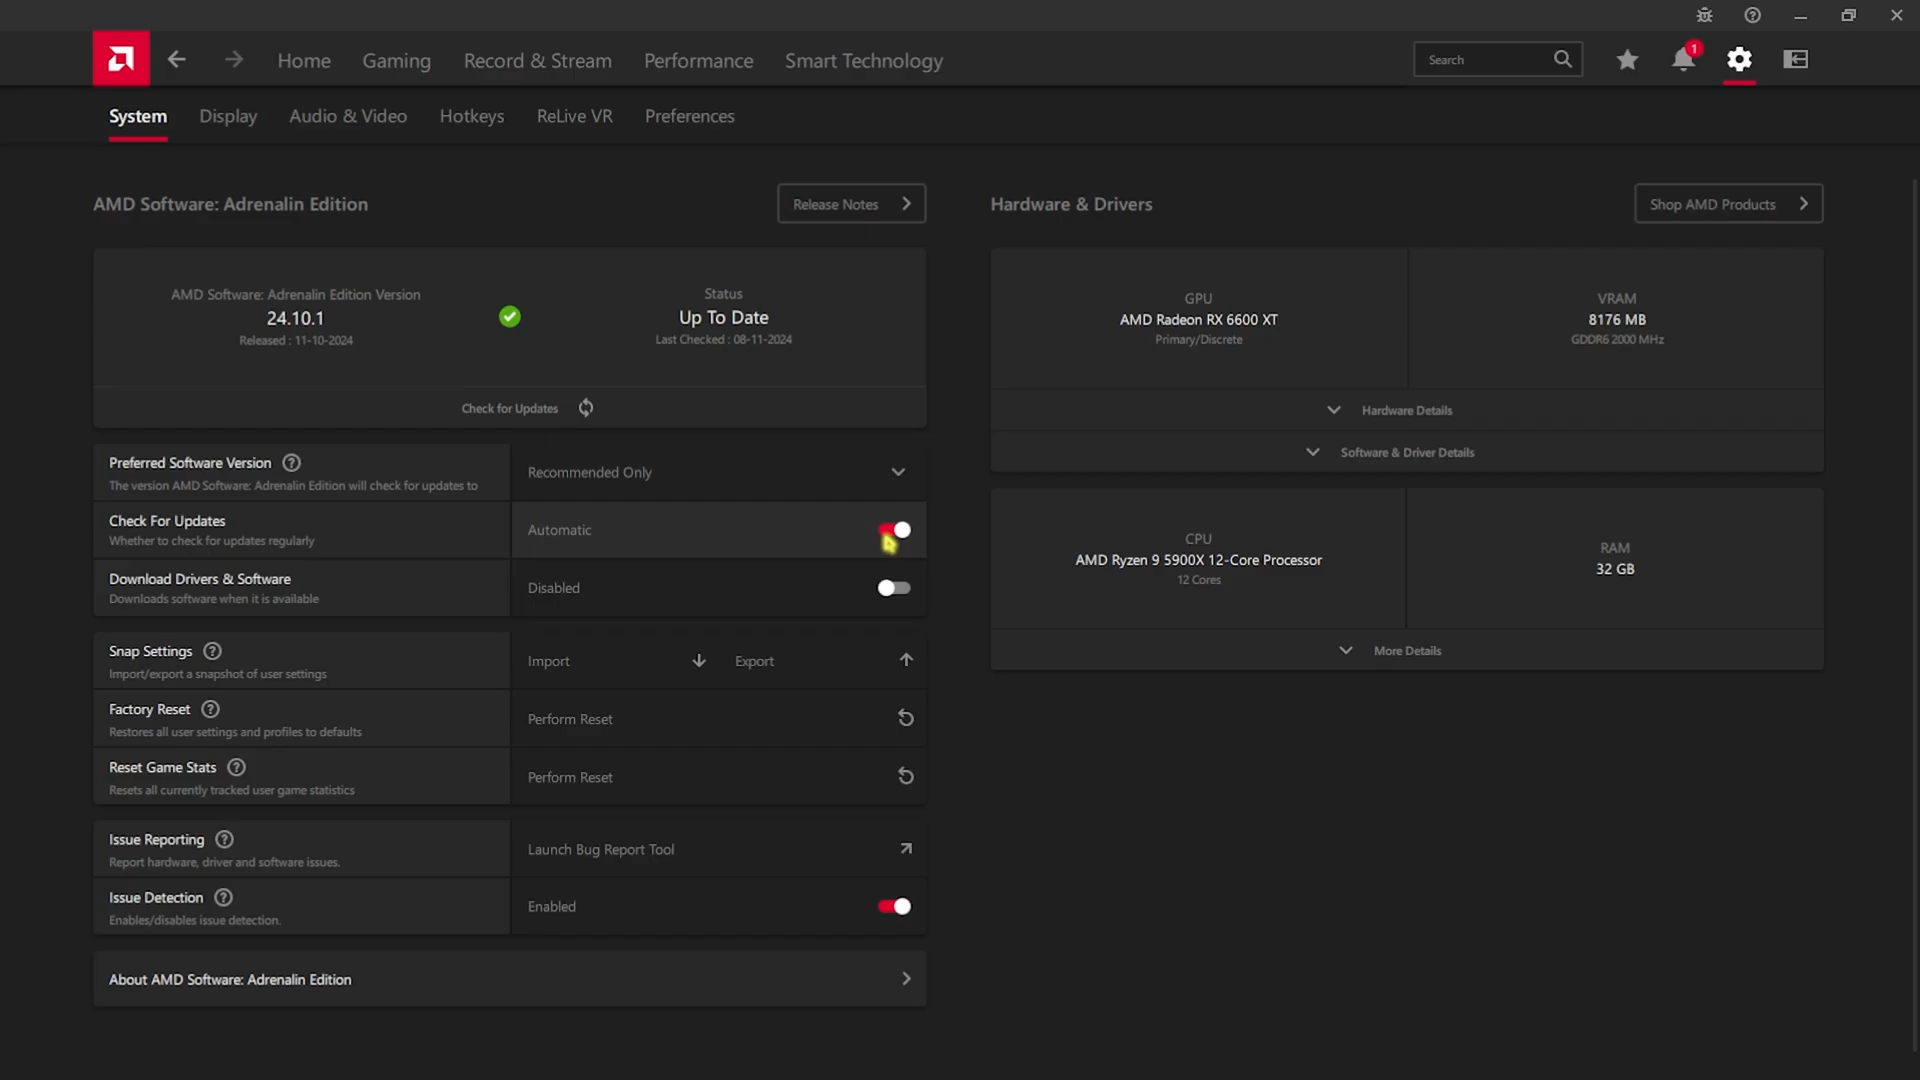 Home
Gaming
Record & Stream
Performance
Smart Technology
Search
1
System
Display
Audio & Video
Hotkeys
ReLive VR
Preferences
AMD Software: Adrenalin Edition
Release Notes
AMD Software: Adrenalin Edition Version
24.10.1
Released : 11-10-2024
Status
Up To Date
Last Checked : 08-11-2024
Check for Updates
Preferred Software Version
The version AMD Software: Adrenalin Edition will check for updates to
Recommended Only
Check For Updates
Whether to check for updates regularly
Automatic
Download Drivers & Software
Downloads software when it is available
Disabled
Snap Settings
Import/export a snapshot of user settings
Import
Export
Factory Reset
Restores all user settings and profiles to defaults
Perform Reset
Reset Game Stats
Resets all currently tracked user game statistics
Perform Reset
Issue Reporting
Report hardware, driver and software issues.
Launch Bug Report Tool
Issue Detection
Enables/disables issue detection.
Enabled
About AMD Software: Adrenalin Edition
Hardware & Drivers
Shop AMD Products
GPU
AMD Radeon RX 6600 XT
Primary/Discrete
VRAM
8176 MB
GDDR6 2000 MHz
Hardware Details
Software & Driver Details
CPU
AMD Ryzen 9 5900X 12-Core Processor
12 Cores
RAM
32 GB
More Details